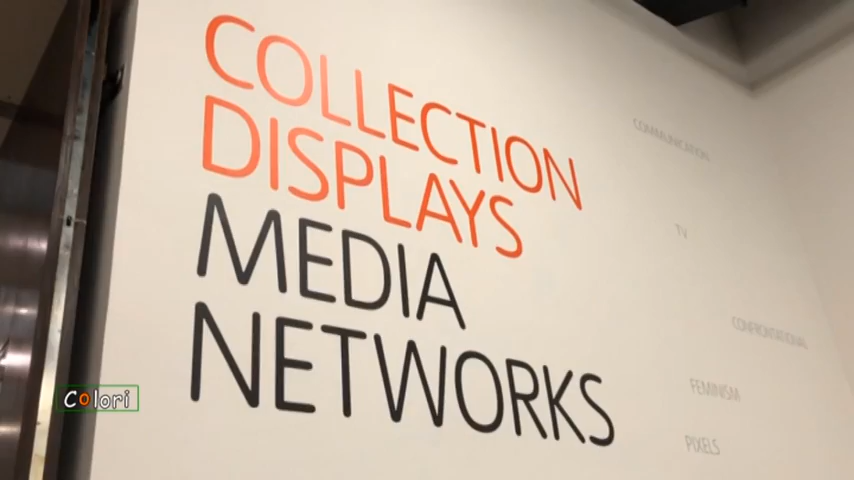 COLLECTION
DISPLAYS
MEDIA
NETWORKS
COMMUNICATION
TV
CONFRONTATIONAL
FEMINISM
PIXELS
Colori